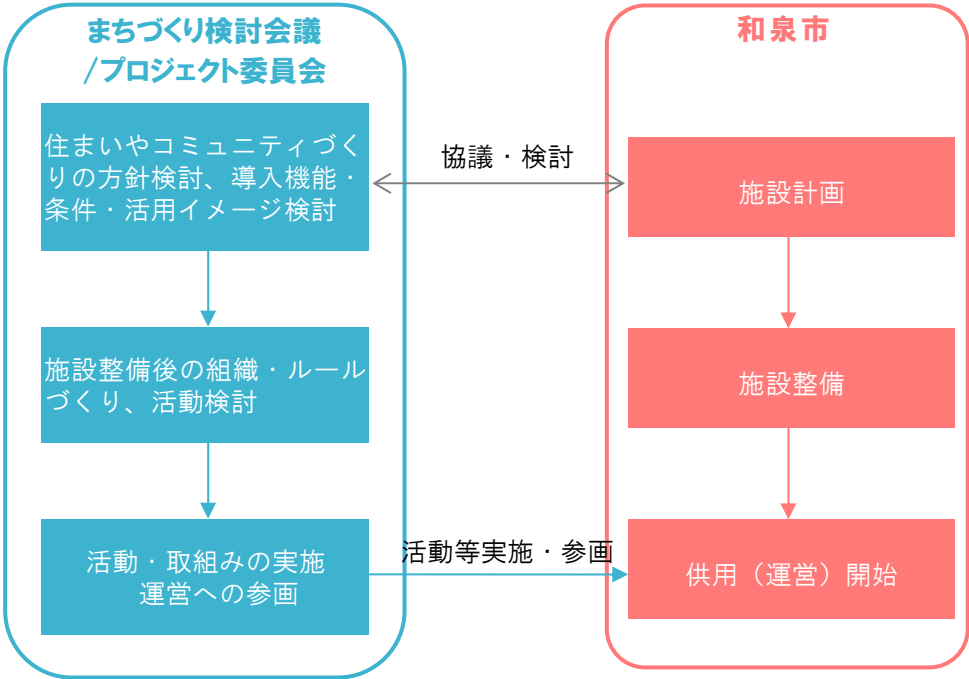 まちづくり検討会議
/プロジェクト委員会
住まいやコミュニティづく
りの方針検討、導入機能・
条件・活用イメージ検討
施設整備後の組織・ルール
づくり、活動検討
活動・取組みの実施
運営への参画
協議・検討
活動等実施・参画
和泉市
施設計画
施設整備
供用（運営）開始